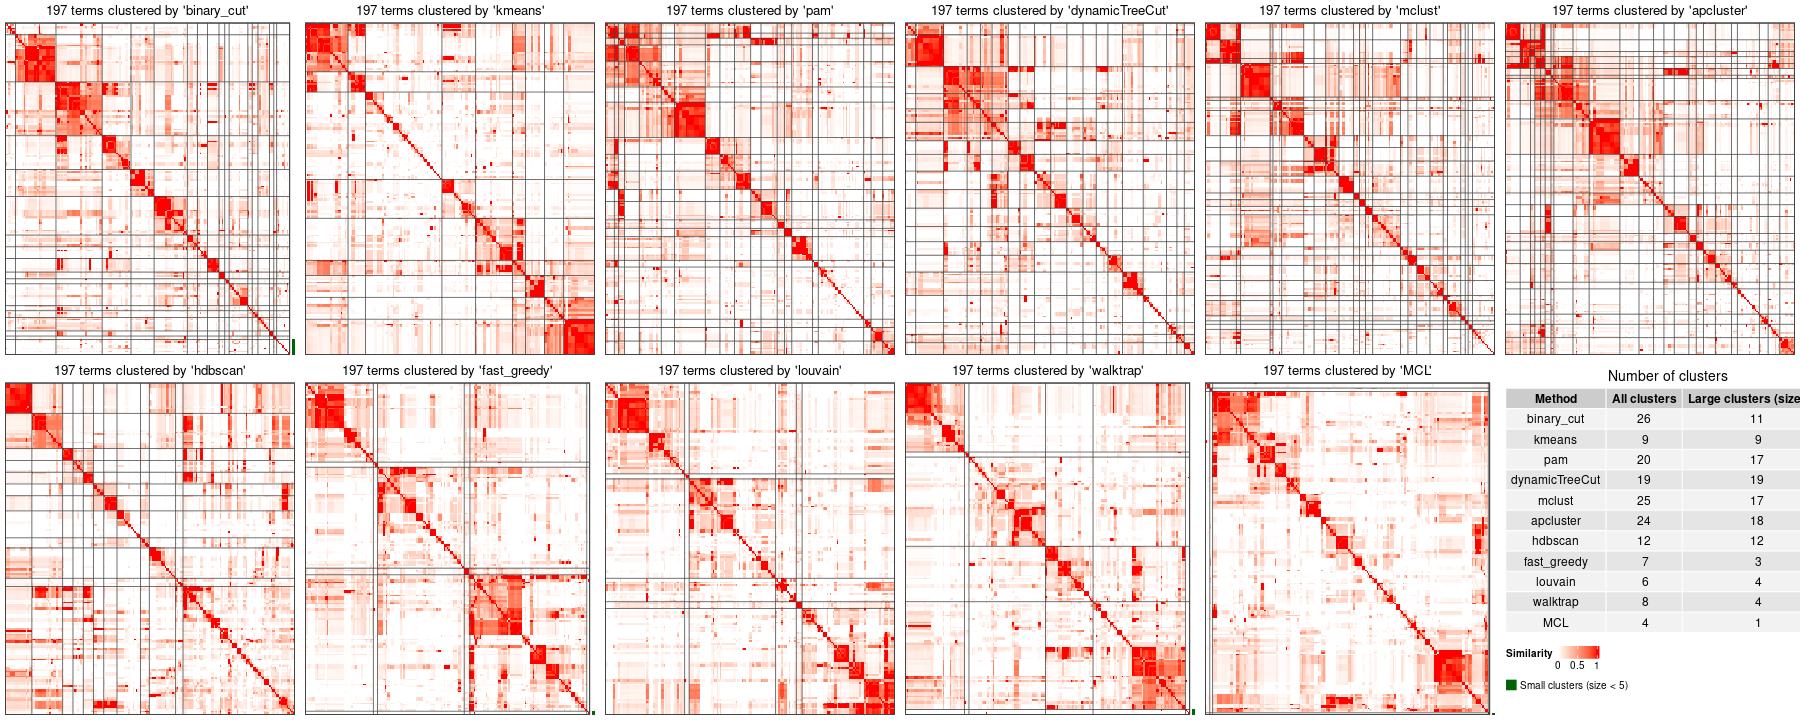 197 terms clustered by 'binary_cut'
197 terms clustered by 'kmeans'
197 terms clustered by 'pam'
197 terms clustered by 'dynamicTreeCut'
197 terms clustered by 'mclust'
197 terms clustered by 'apcluster'
197 terms clustered by 'hdbscan'
197 terms clustered by 'fast_greedy'
197 terms clustered by 'louvain'
197 terms clustered by 'walktrap'
197 terms clustered by 'MCL'
Number of clusters
Method All clusters Large clusters (size
binary_cut 26 11
kmeans 9 9
pam 20 17
dynamicTreeCut 19 19
mclust 25 17
apcluster 24 18
hdbscan 12 12
fast_greedy 7 3
louvain 6 4
walktrap 8 4
MCL 4 1
Similarity
0 0.5 1
Small clusters (size < 5)